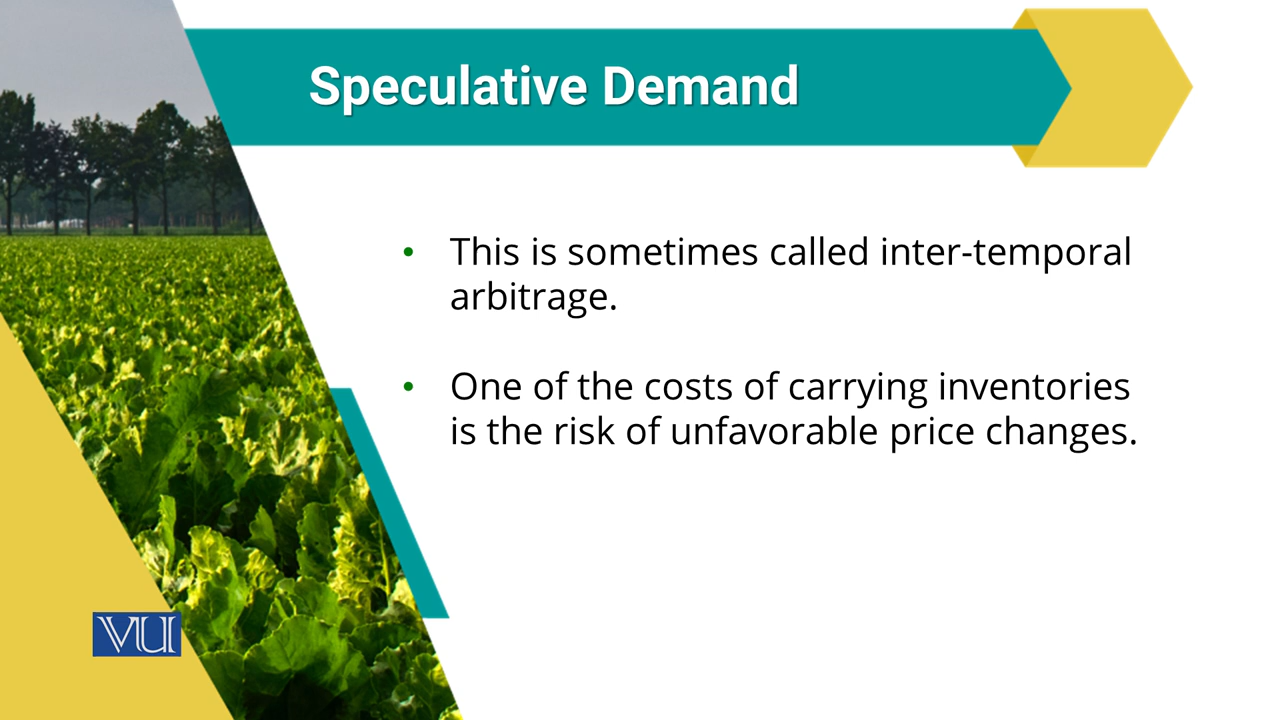 Speculative Demand
• This is sometimes called inter-temporal
arbitrage.
• One of the costs of carrying inventories
is the risk of unfavorable price changes.
VU